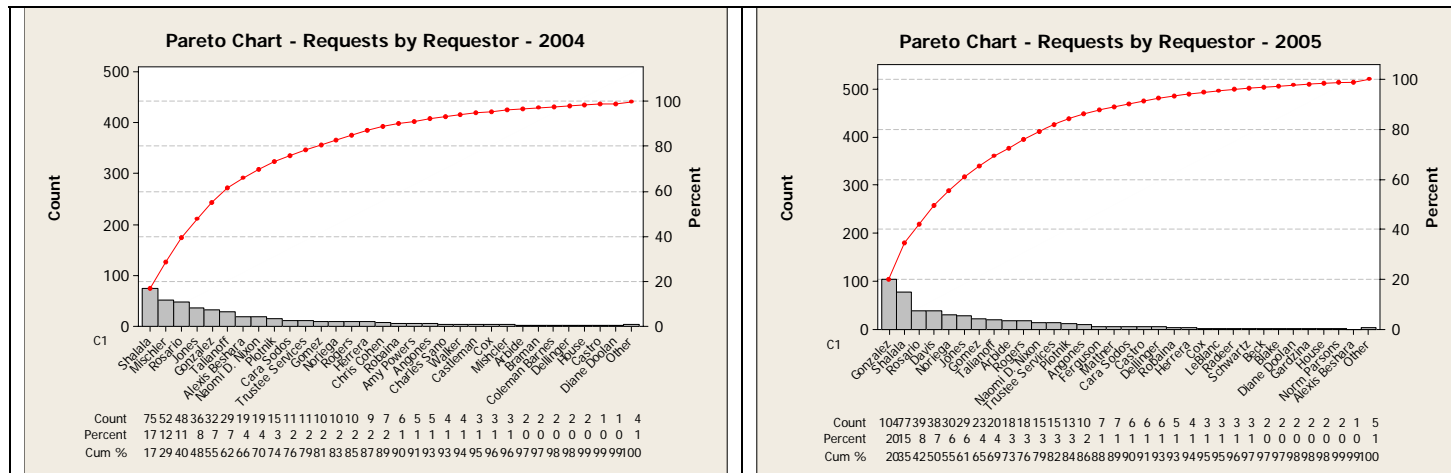 Pareto Chart - Requests by Requestor - 2004
500
400
300
200
100
0
Count
100
80
60
40
20
0
Percent
C1
Shalala
Mischler
Rosario
Jones
Gonzalez
Talianoff
Alexis Beshara
Naomi D. Nixon
Plotnik
Cara Sodos
Trustee Services
Gomez
Noriega
Rogers
Herrera
Chris Cohen
Robaina
Amy Powers
Angones
Sano
Charles Walker
Castleman
Cox
Mishcler
Arbide
Braman
Coleman Barnes
Dellinger
House
Castro
Diane Doolan
Other
Count 75 52 48 36 32 29 19 19 15 11 11 10 10 10 9 7 6 5 5 4 4 3 3 3 2 2 2 2 2 1 1 4
Percent 17 12 11 8 7 7 4 4 3 2 2 2 2 2 2 2 1 1 1 1 1 1 1 1 0 0 0 0 0 0 0 1
Cum % 17 29 40 48 55 62 66 70 74 76 79 81 83 85 87 89 90 91 93 93 94 95 96 96 97 97 98 98 99 99 99 100
Pareto Chart - Requests by Requestor - 2005
500
400
300
200
100
0
Count
100
80
60
40
20
0
Percent
C1
Gonzalez
Shalala
Rosario
Davis
Noriega
Jones
Gomez
Talianoff
Arbide
Rogers
Naomi D. Nixon
Trustee Services
Plotnik
Angones
Ferguson
Cara Sodos
Castro
Dellinger
Robaina
Herrera
Cox
LeBlanc
Radeer
Schwartz
Beck
Blake
Diane Doolan
House
Norm Parsons
Alexis Beshara
Other
Count 104 77 39 38 30 29 23 20 18 18 15 15 13 10 7 7 6 6 6 5 4 3 3 3 3 2 2 2 2 2 2 1 5
Percent 20 15 8 7 6 6 4 4 3 3 3 3 3 2 1 1 1 1 1 1 1 1 1 1 1 0 0 0 0 0 0 0 1
Cum % 20 35 42 50 55 61 65 69 73 76 79 82 84 86 88 89 90 91 93 93 94 95 95 96 97 97 97 98 98 98 99 99 100